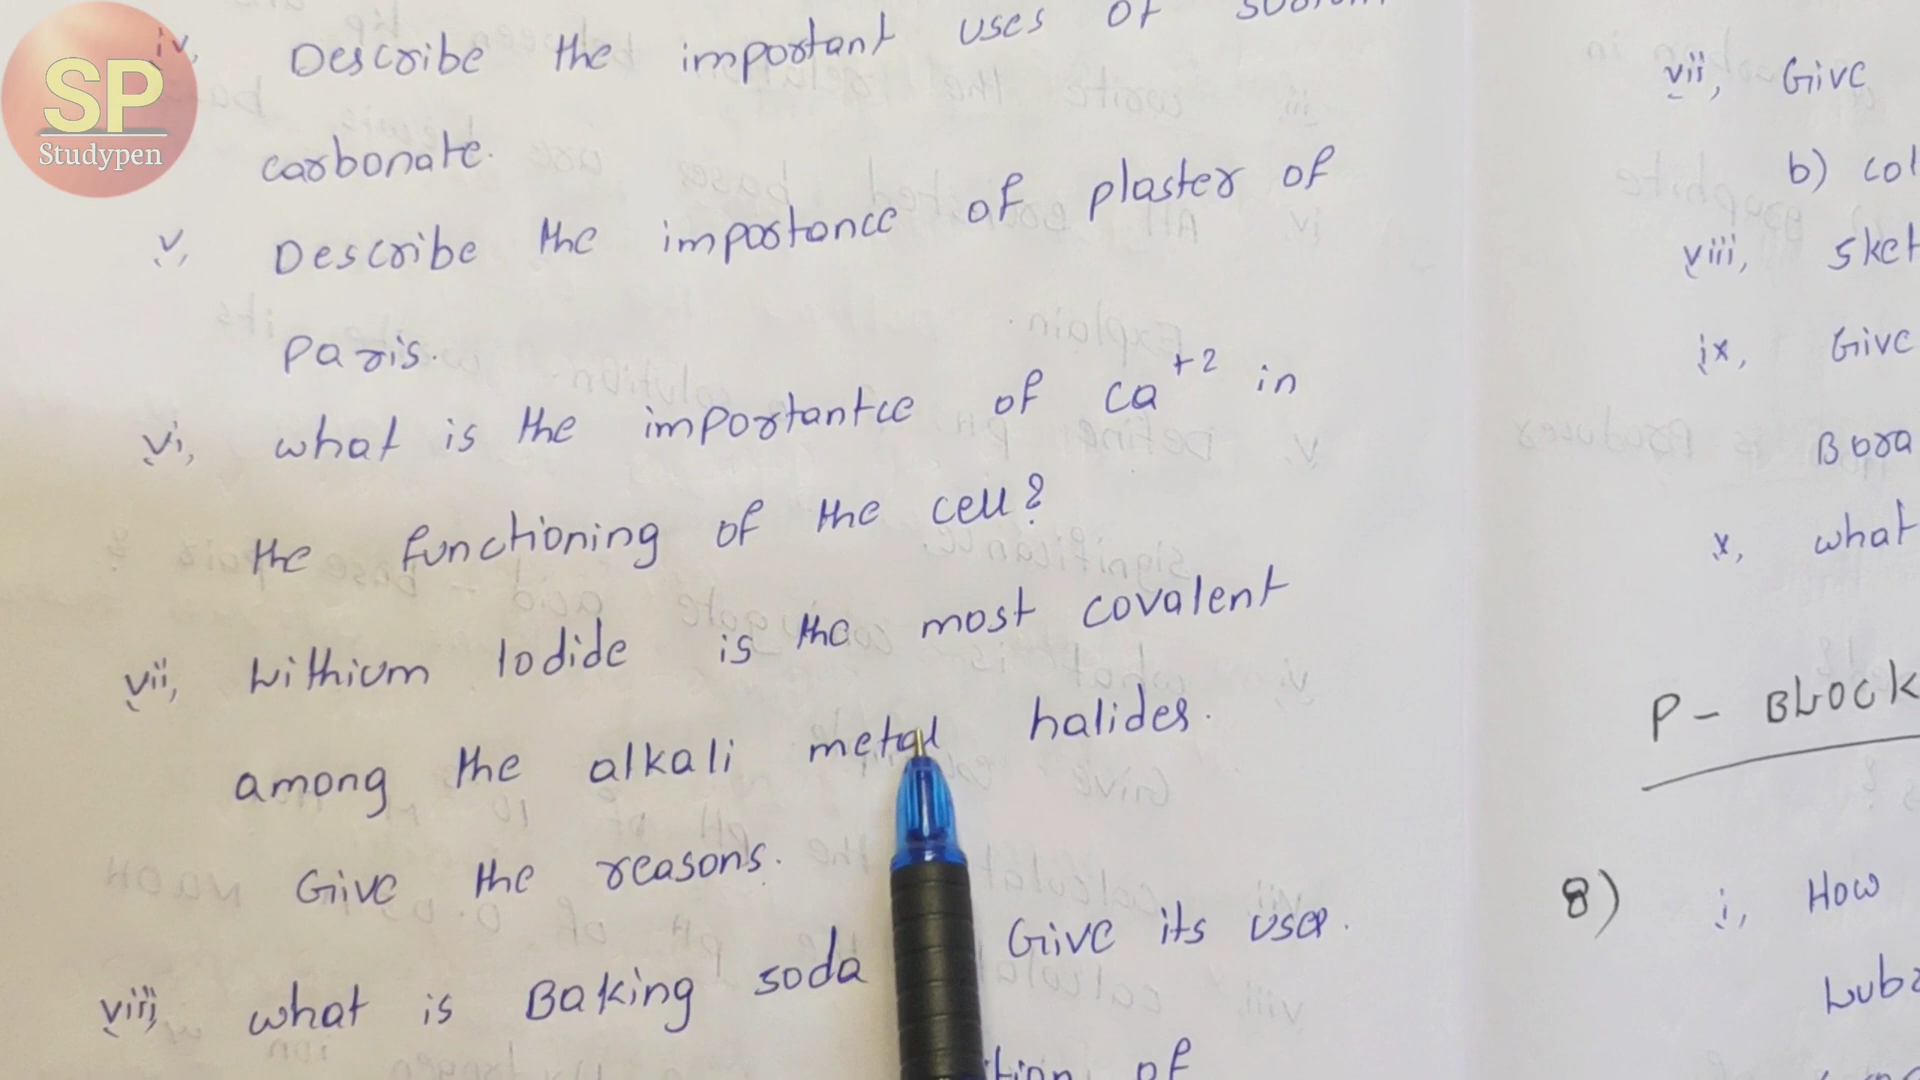 SP
Studypen
iv, Describe the important uses of sodium
carbonate.
v, Describe the importance of plaster of
paris.
vi, what is the importantce of ca+2 in
the functioning of the cell?
vii, Lithium Iodide is the most covalent
among the alkali metal halides.
Give the reasons.
viii, what is Baking soda Give its use.
of
vii, Give
b) col
viii, sket
ix, Give
Bora
x, what
P - BLOCK
8) i, How
Lub